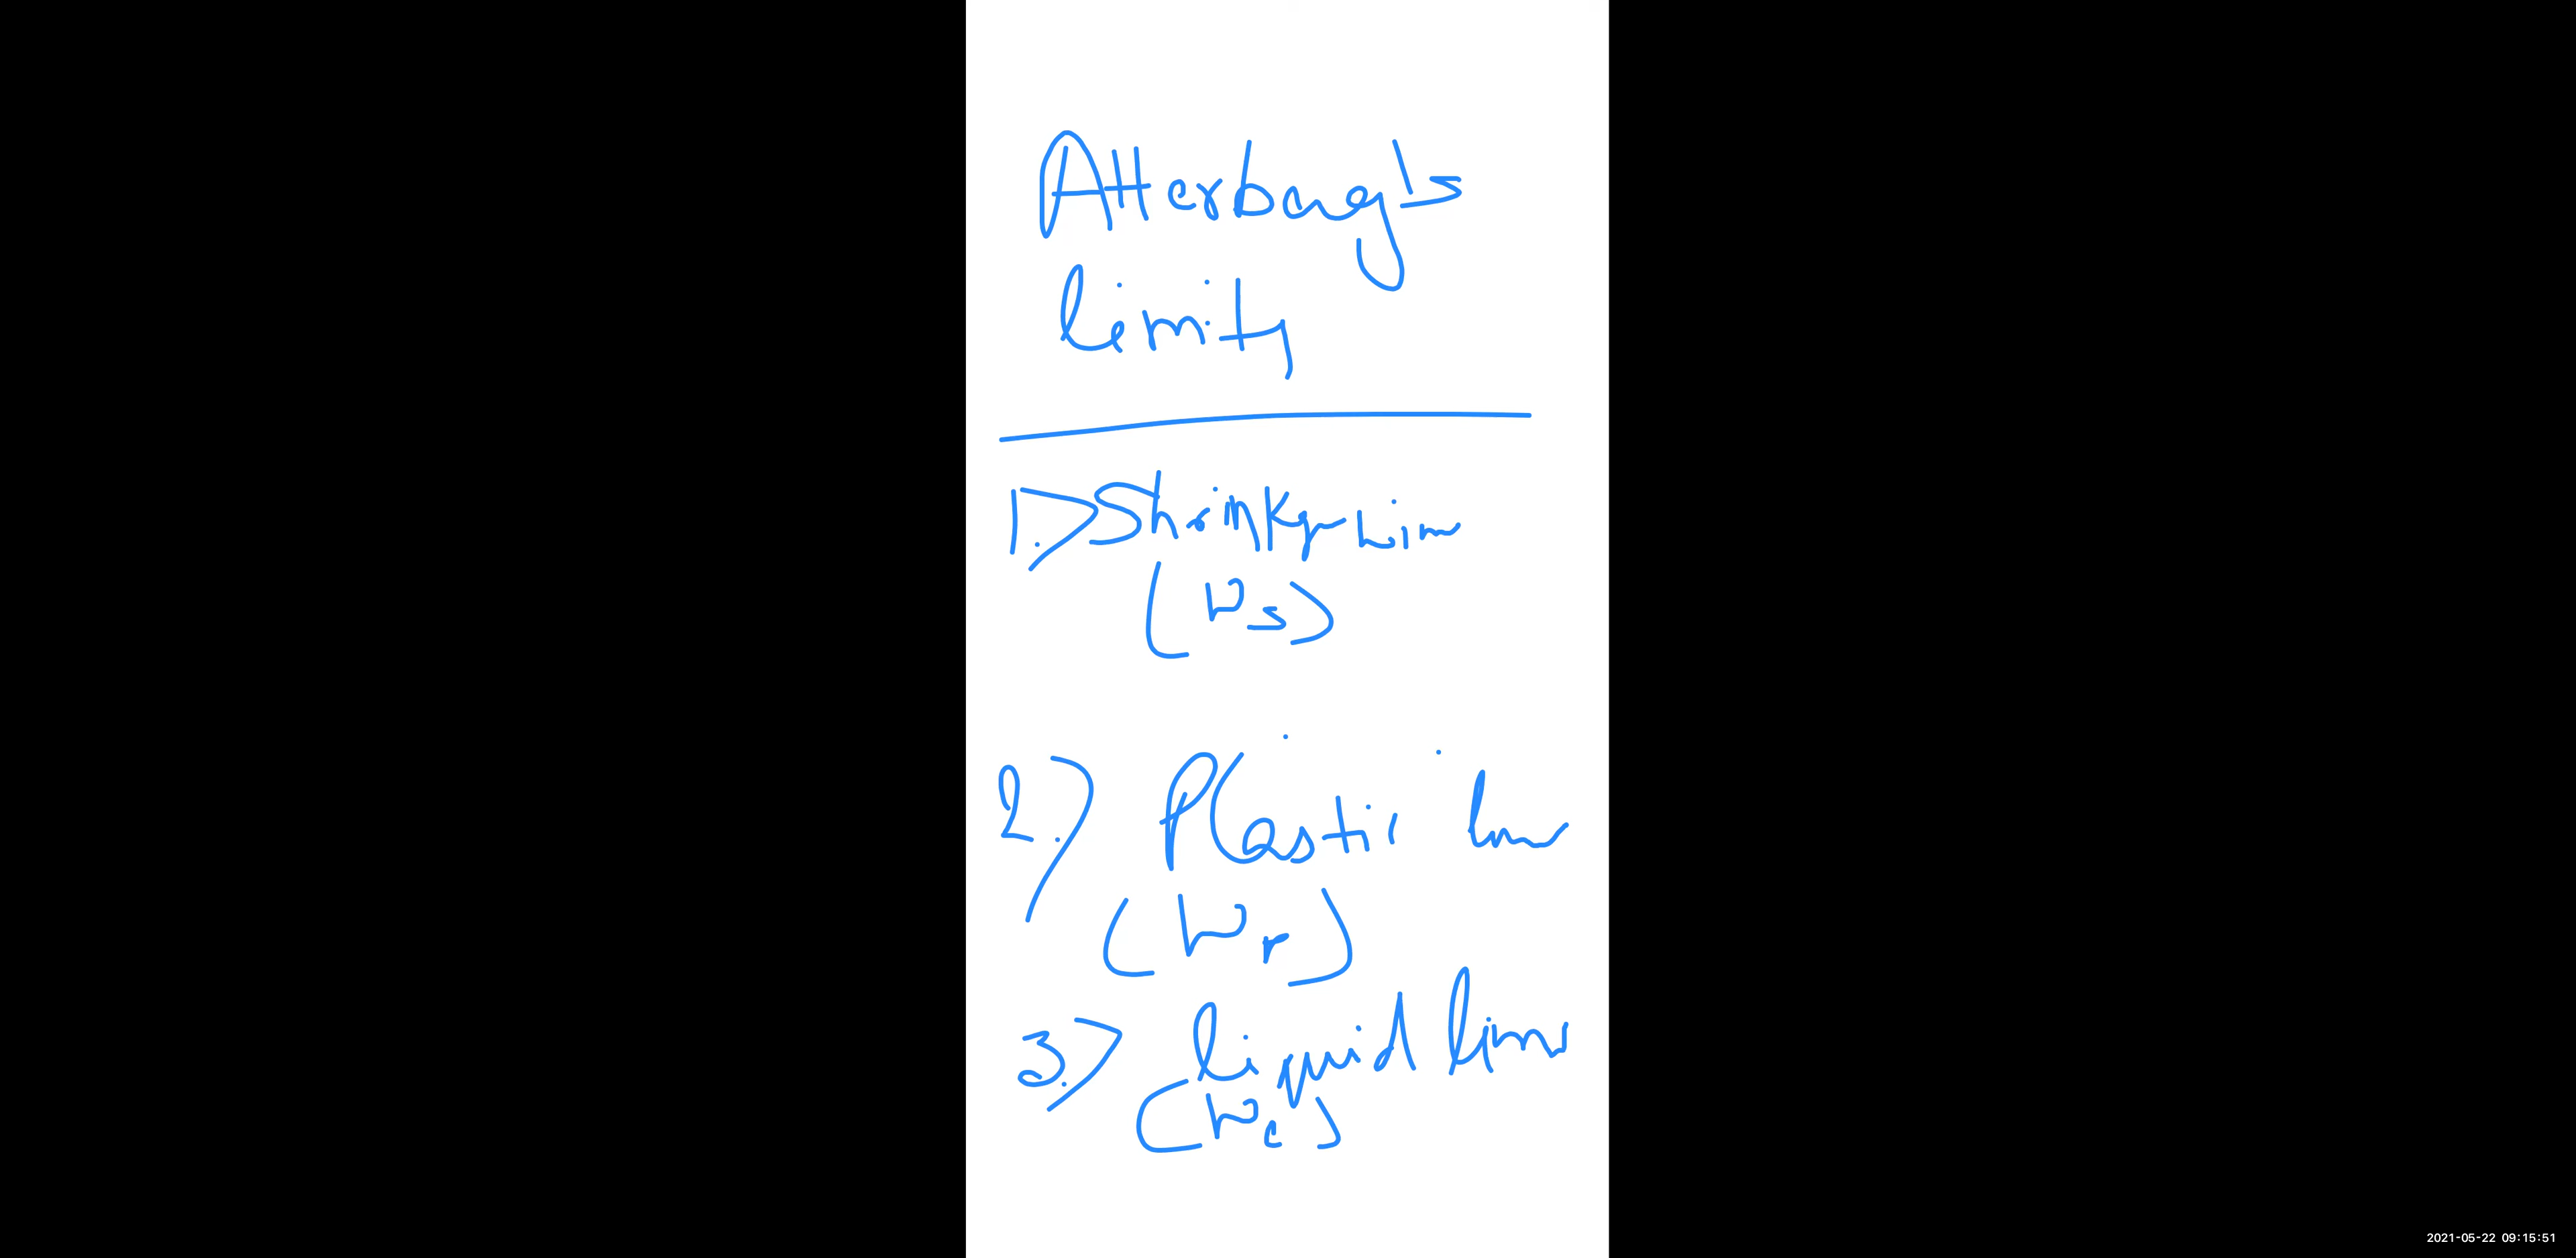 Atterberg's
limits
1.) Shrinkage Lim
(Ws)
2.) Plastic lim
(Wp)
3.) liquid lim
(We)
2021-05-22 09:15:51